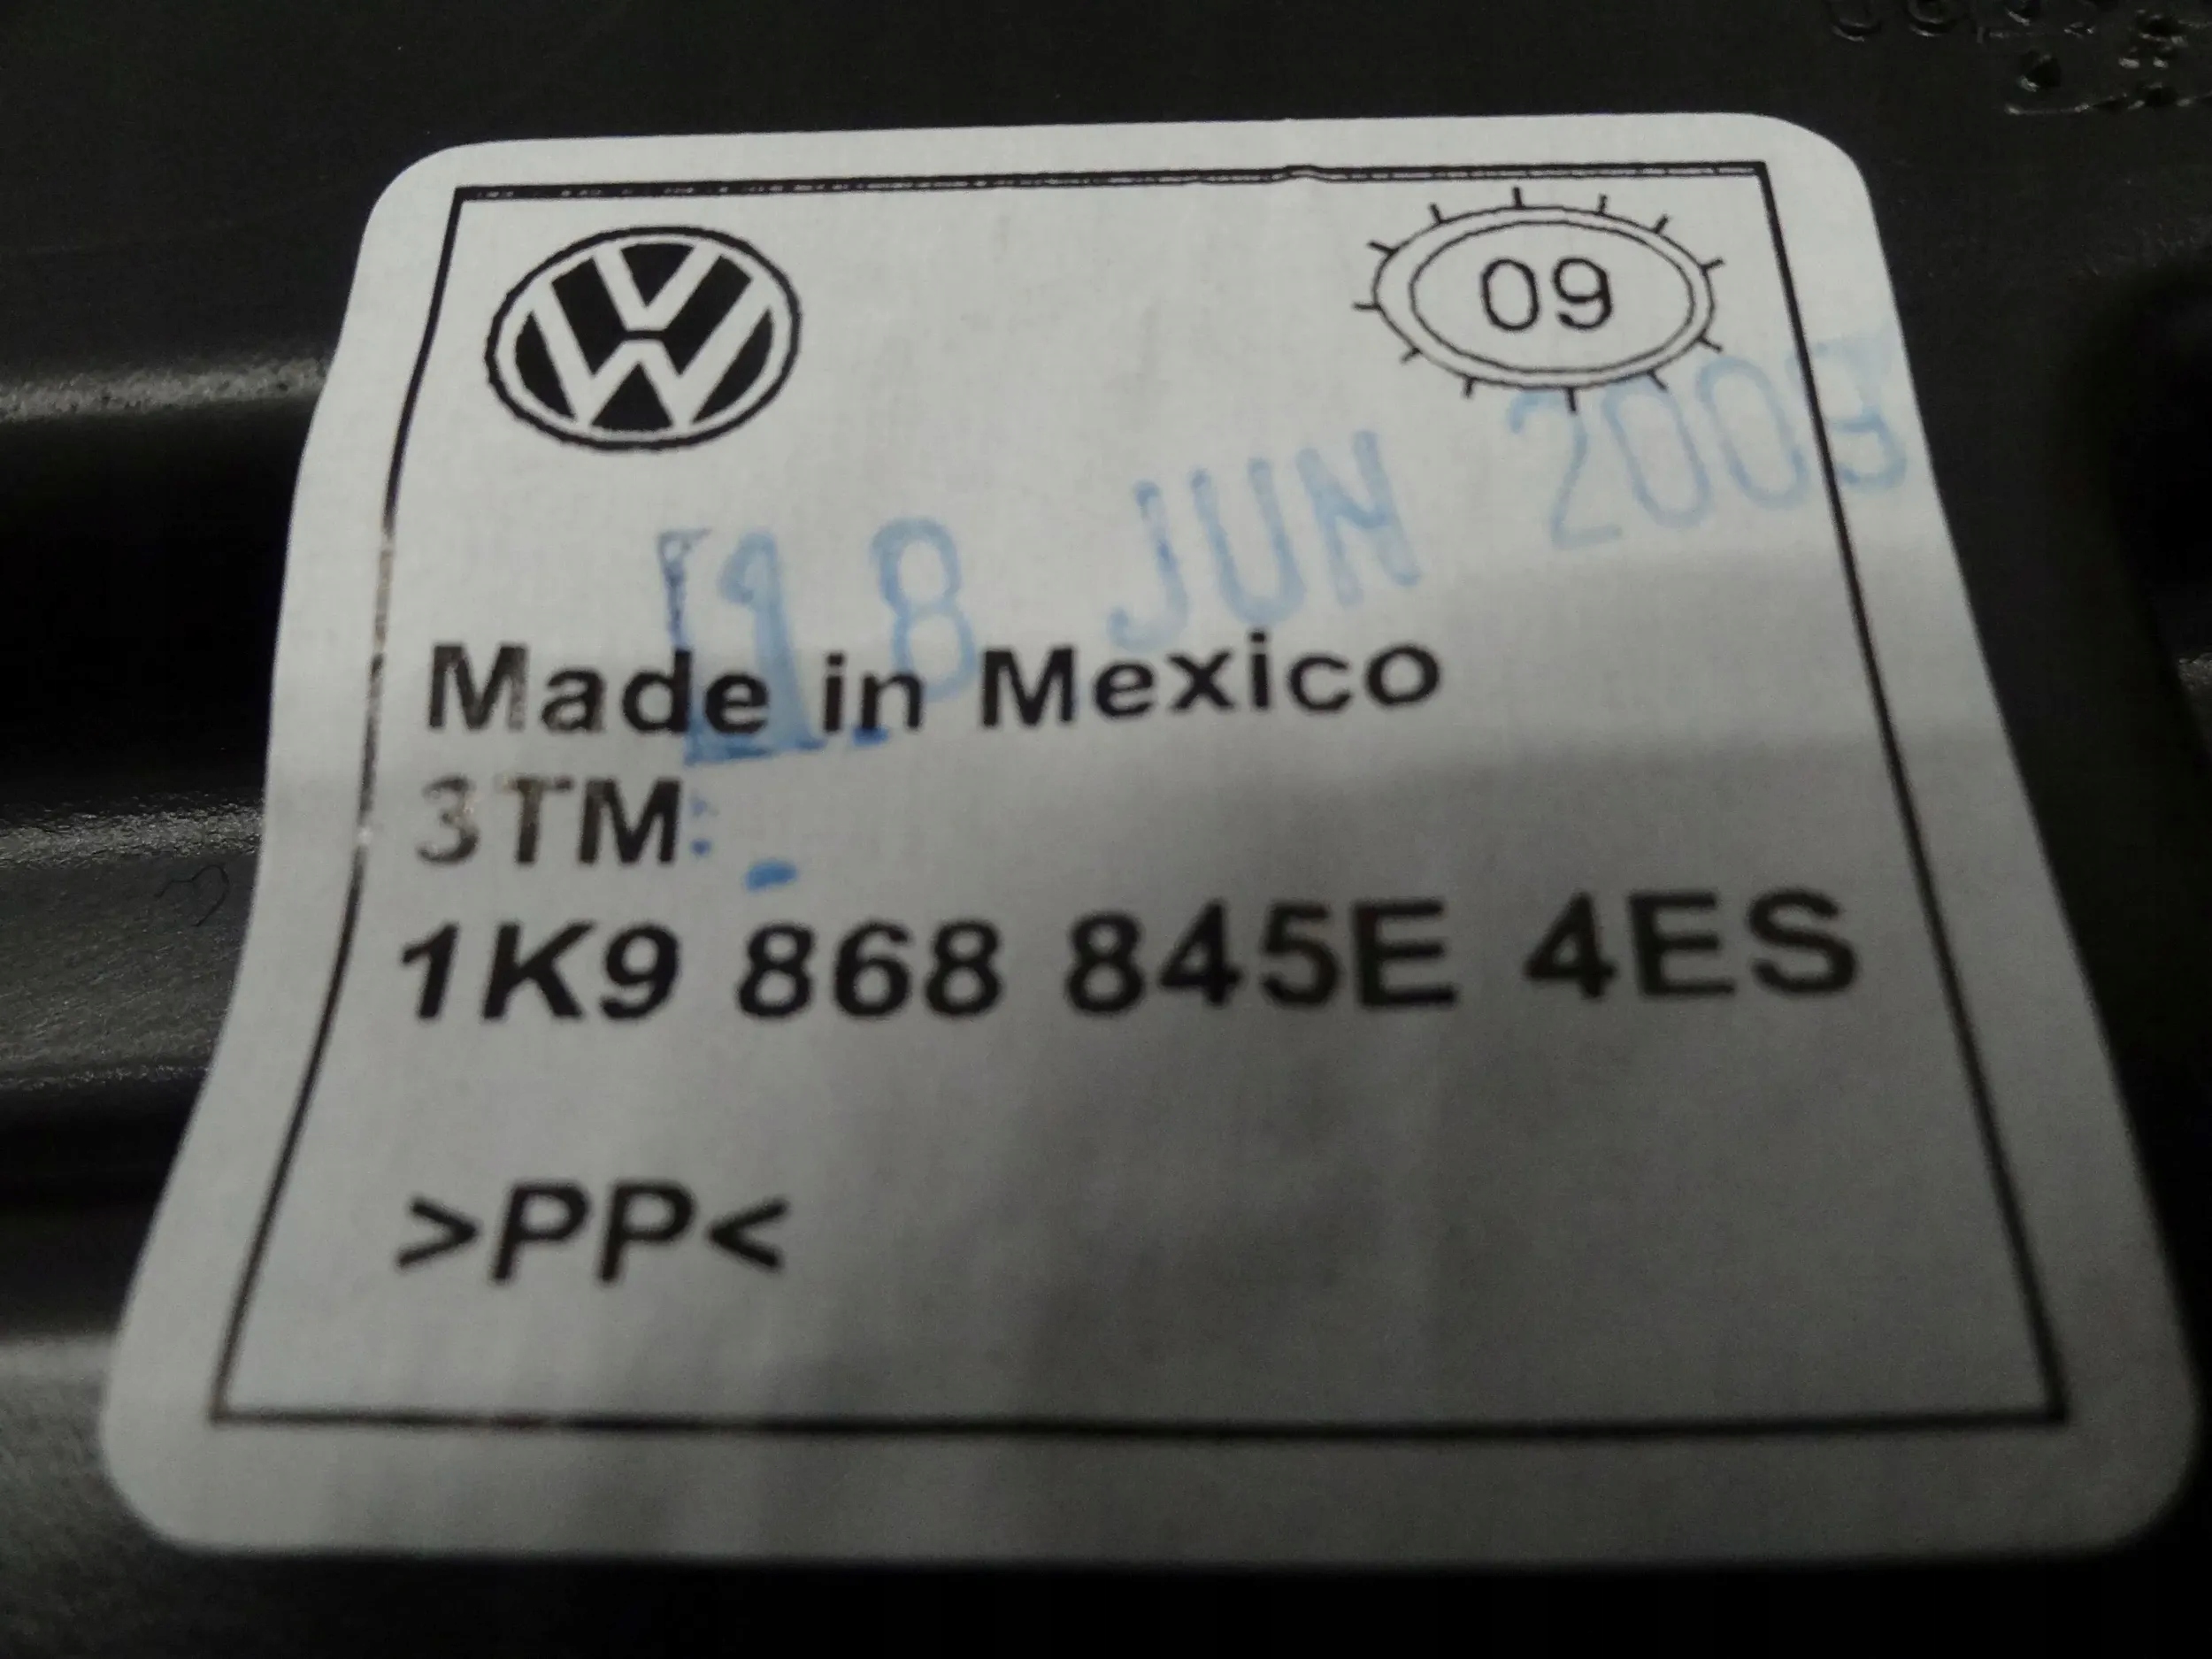 09
18 JUN 2009
Made in Mexico
3TM
1K9 868 845E 4ES
>PP<